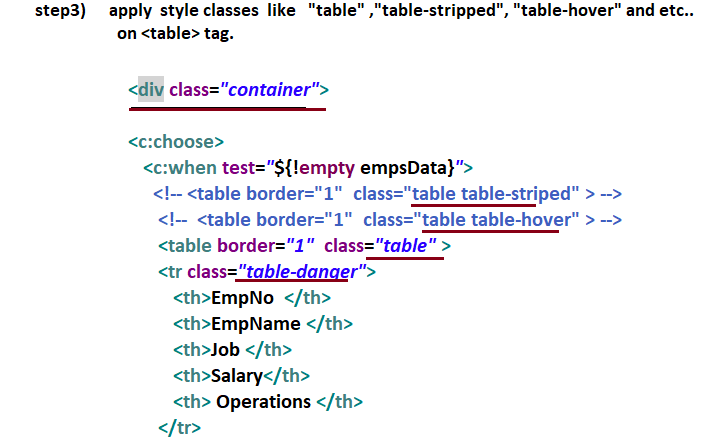 step3) apply style classes like "table" ,"table-stripped", "table-hover" and etc..
on <table> tag.
<div class="container">
<c:choose>
<c:when test="${!empty empsData}">
<!-- <table border="1" class="table table-striped" > -->
<!-- <table border="1" class="table table-hover" > -->
<table border="1" class="table" >
<tr class="table-danger">
<th>EmpNo </th>
<th>EmpName </th>
<th>Job </th>
<th>Salary</th>
<th> Operations </th>
</tr>